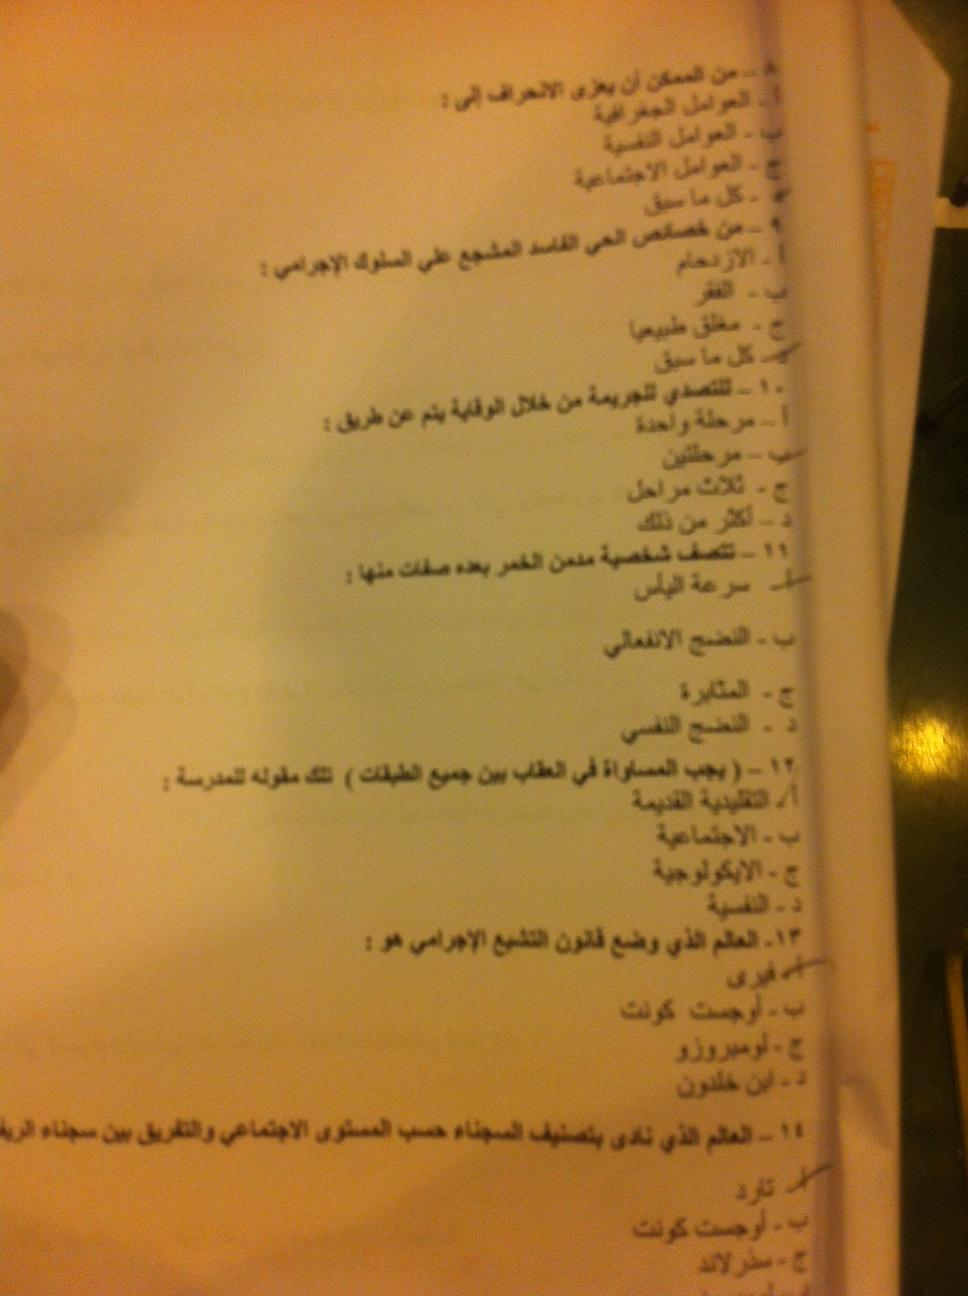 ٨ – من الممكن أن يعزى الانحراف إلى :
أ - العوامل الجغرافية
ب - العوامل النفسية
ج - العوامل الاجتماعية
د - كل ما سبق
٩ – من خصائص الحي الفاسد المشجع علي السلوك الإجرامي :
أ - الازدحام
ب - الفقر
ج - مغلق طبيعيا
د - كل ما سبق
١٠ – للتصدي للجريمة من خلال الوقاية يتم عن طريق :
أ – مرحلة واحدة
ب – مرحلتين
ج - ثلاث مراحل
د – أكثر من ذلك
١١ – تتصف شخصية مدمن الخمر بعده صفات منها :
أ- سرعة اليأس
ب - النضج الانفعالي
ج - المثابرة
د - النضج النفسي
١٢ – ( يجب المساواة في العقاب بين جميع الطبقات ) تلك مقوله للمدرسة :
أ - التقليدية القديمة
ب - الاجتماعية
ج - الايكولوجية
د - النفسية
١٣- العالم الذي وضع قانون التشبع الإجرامي هو :
أ - فيرى
ب - أوجست كونت
ج - لومبروزو
د - ابن خلدون
١٤ – العالم الذي نادى بتصنيف السجناء حسب المستوى الاجتماعي والتفريق بين سجناء الريف
أ - تارد
ب - أوجست كونت
ج - سذرلاند